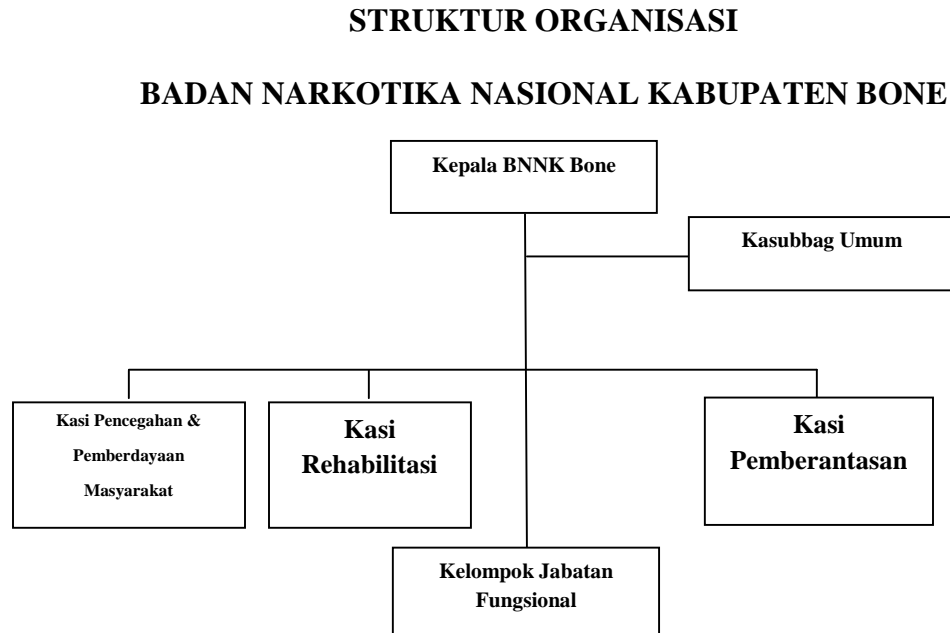 STRUKTUR ORGANISASI
BADAN NARKOTIKA NASIONAL KABUPATEN BONE
Kepala BNNK Bone
Kasubbag Umum
Kasi Pencegahan &
Pemberdayaan
Masyarakat
Kasi
Rehabilitasi
Kasi
Pemberantasan
Kelompok Jabatan
Fungsional